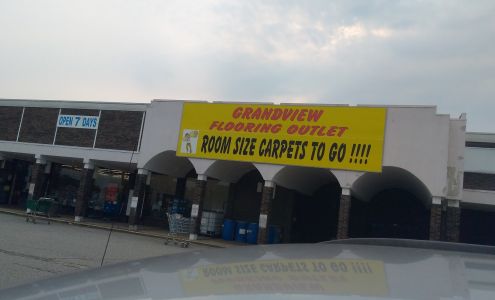 OPEN 7 DAYS
GRANDVIEW
FLOORING OUTLET
ROOM SIZE CARPETS TO GO !!!!